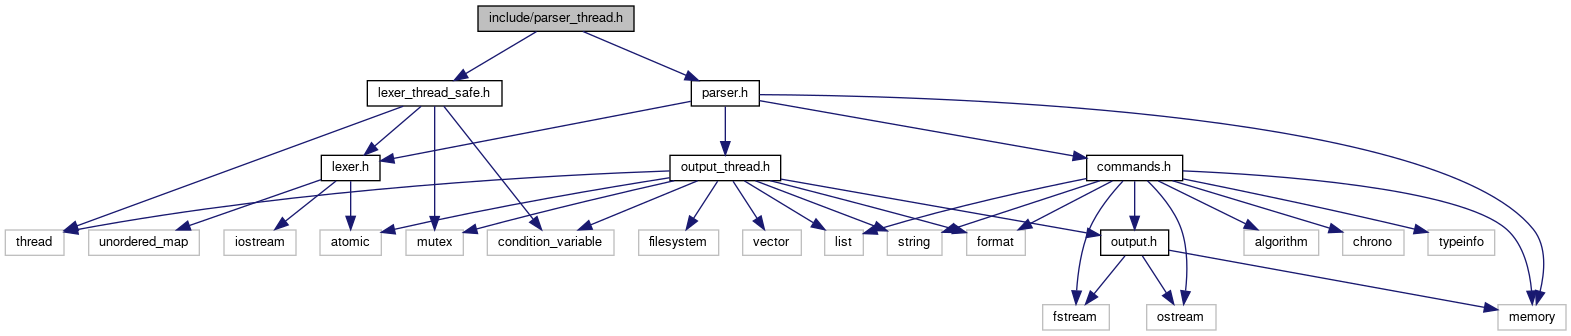 include/parser_thread.h
lexer_thread_safe.h
parser.h
lexer.h
output_thread.h
commands.h
thread
unordered_map
iostream
atomic
mutex
condition_variable
filesystem
vector
list
string
format
output.h
algorithm
chrono
typeinfo
fstream
ostream
memory